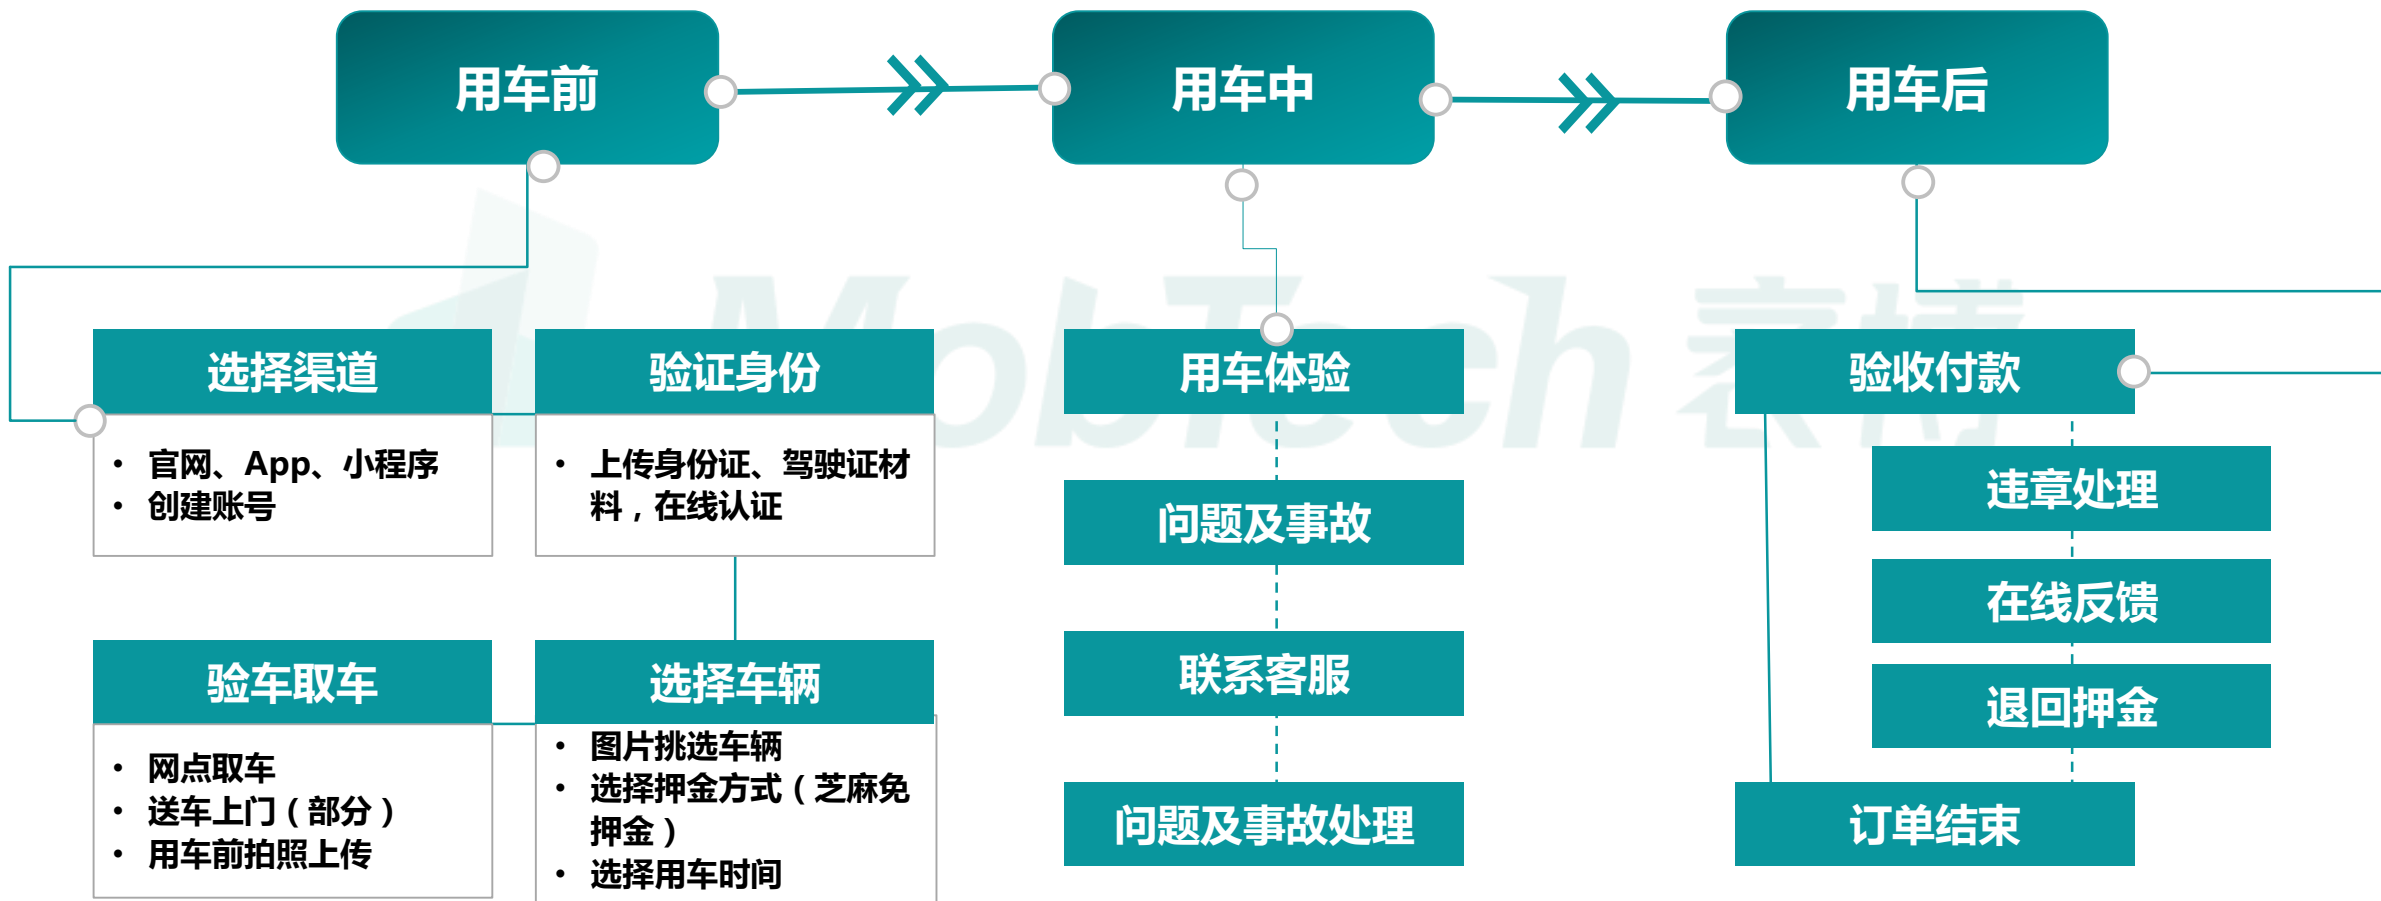 用车前
用车中
用车后
MobTech 袤博
选择渠道
• 官网、App、小程序
• 创建账号
验证身份
• 上传身份证、驾驶证材
料，在线认证
验车取车
• 网点取车
• 送车上门（部分）
• 用车前拍照上传
选择车辆
• 图片挑选车辆
• 选择押金方式（芝麻免
押金）
• 选择用车时间
用车体验
问题及事故
联系客服
问题及事故处理
验收付款
违章处理
在线反馈
退回押金
订单结束